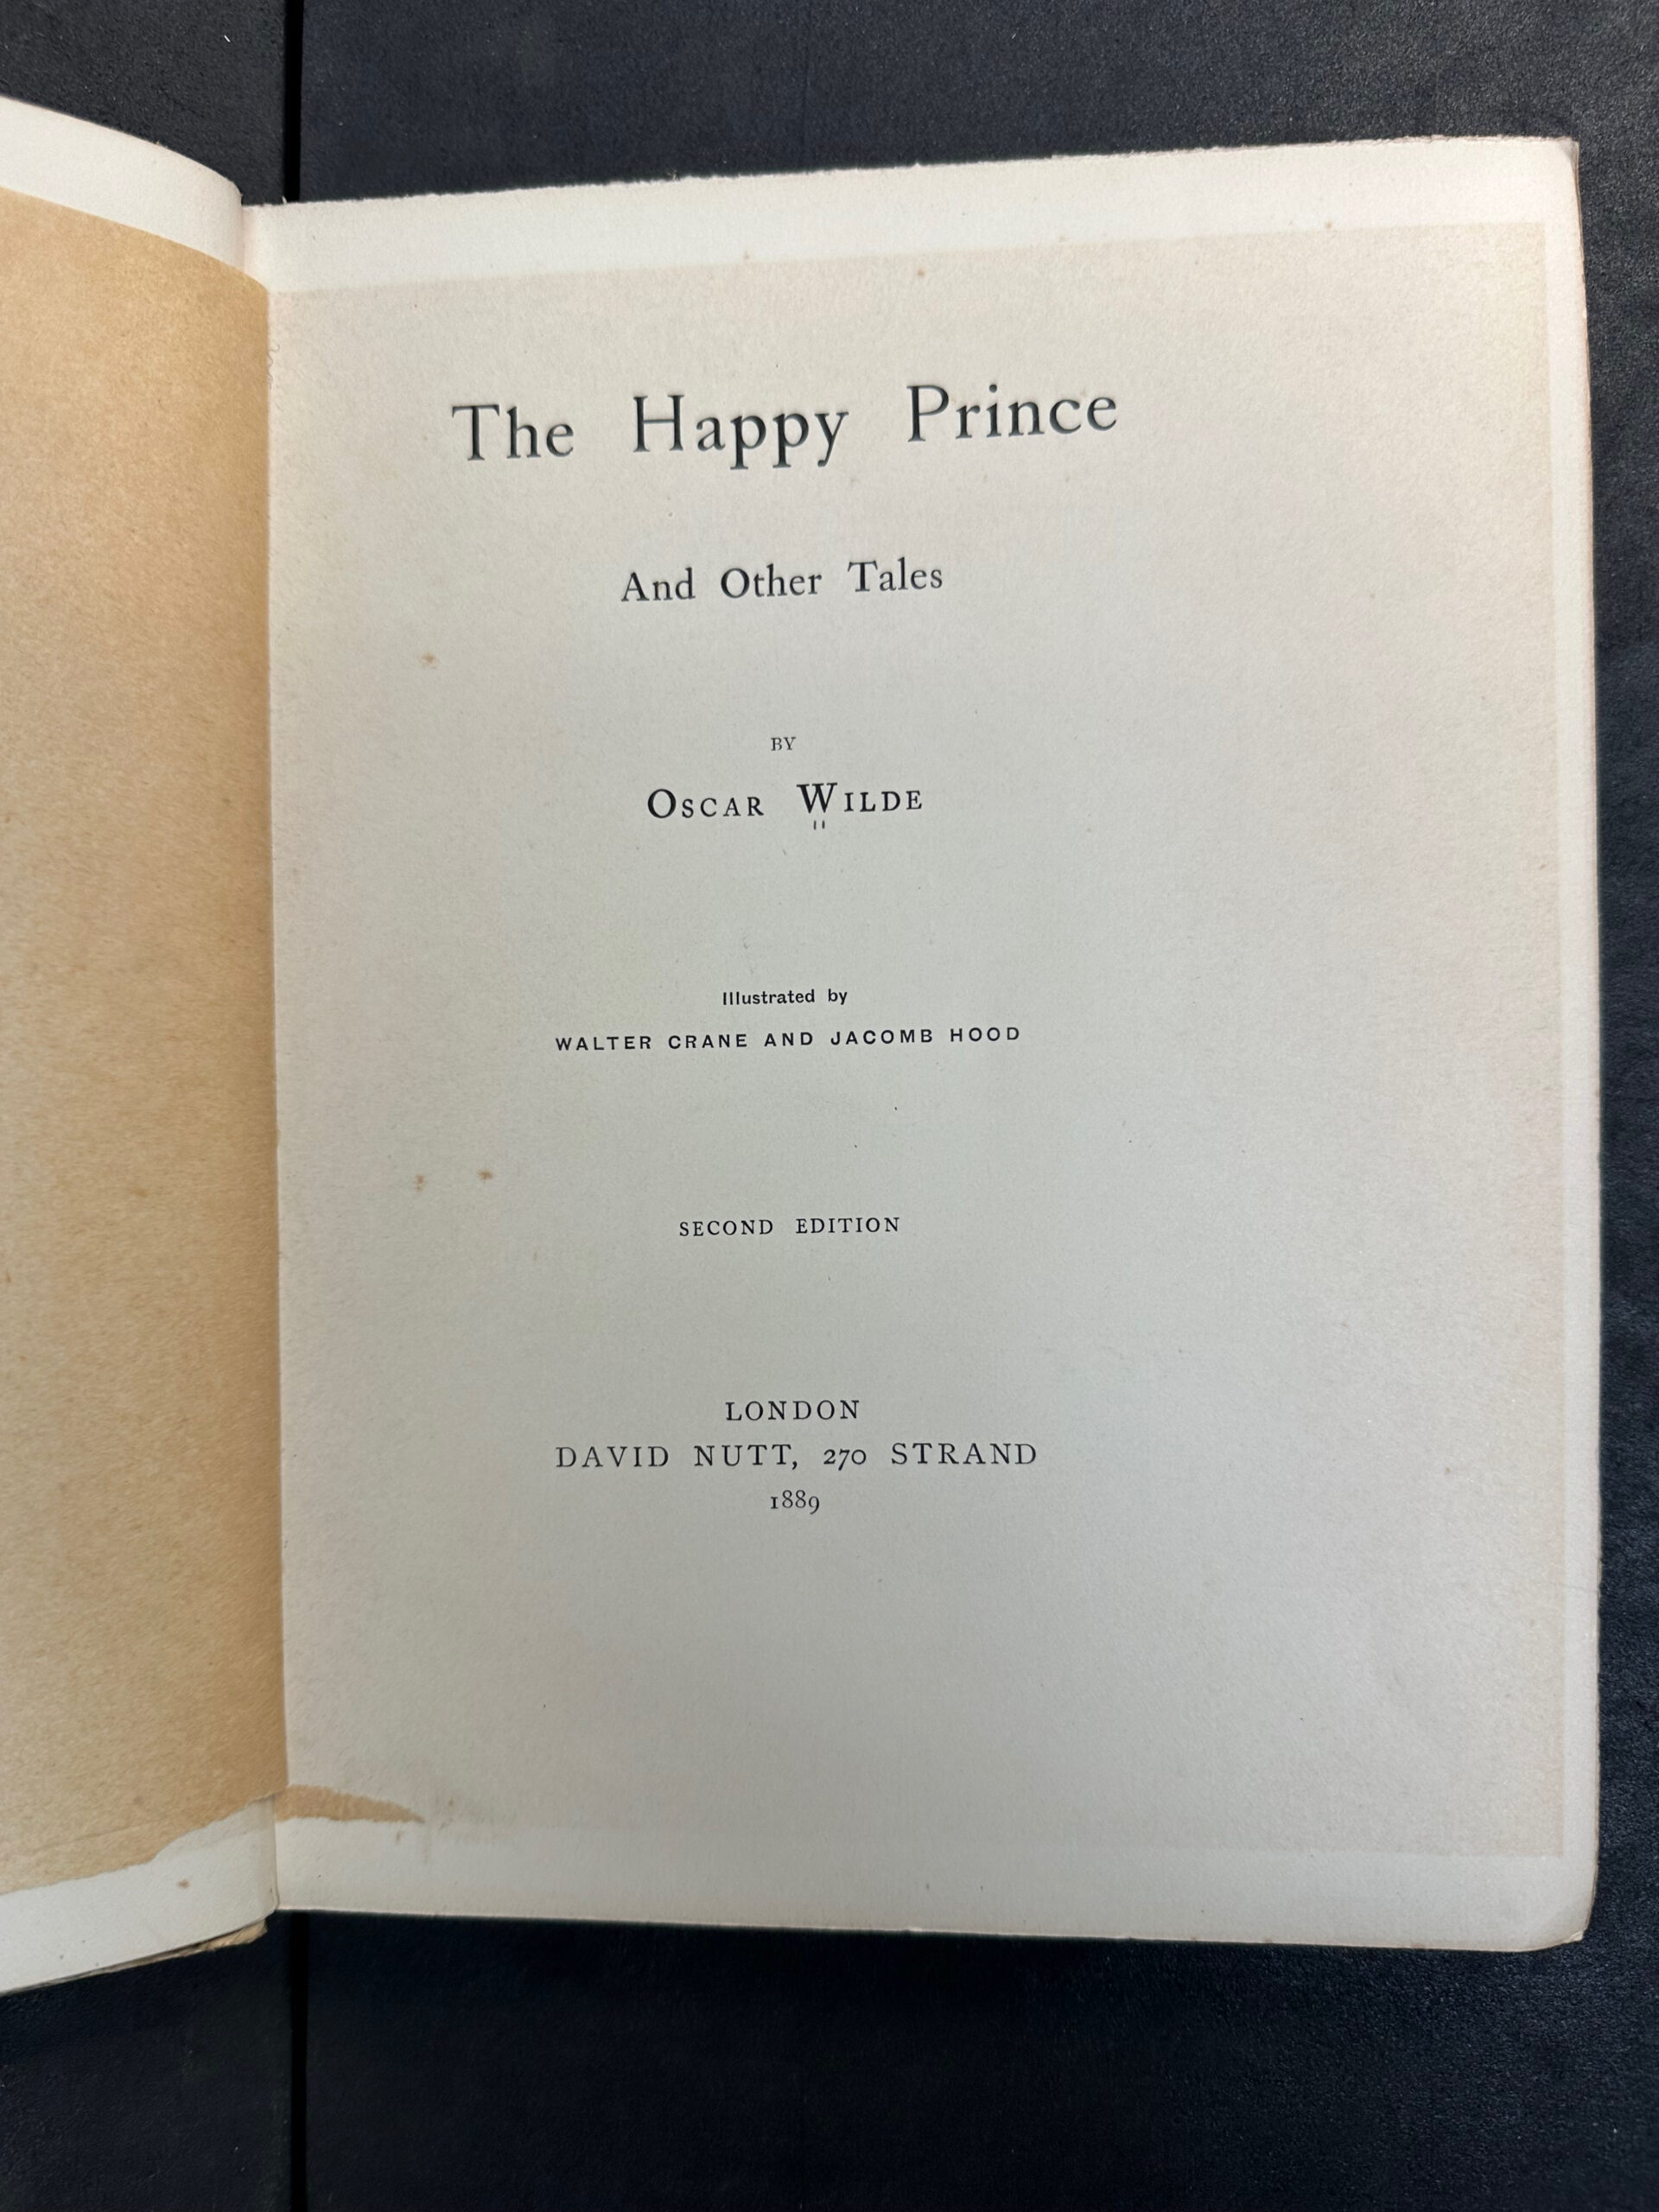 The Happy Prince
And Other Tales
BY
OSCAR WILDE
Illustrated by
WALTER CRANE AND JACOMB HOOD
SECOND EDITION
LONDON
DAVID NUTT, 270 STRAND
1889